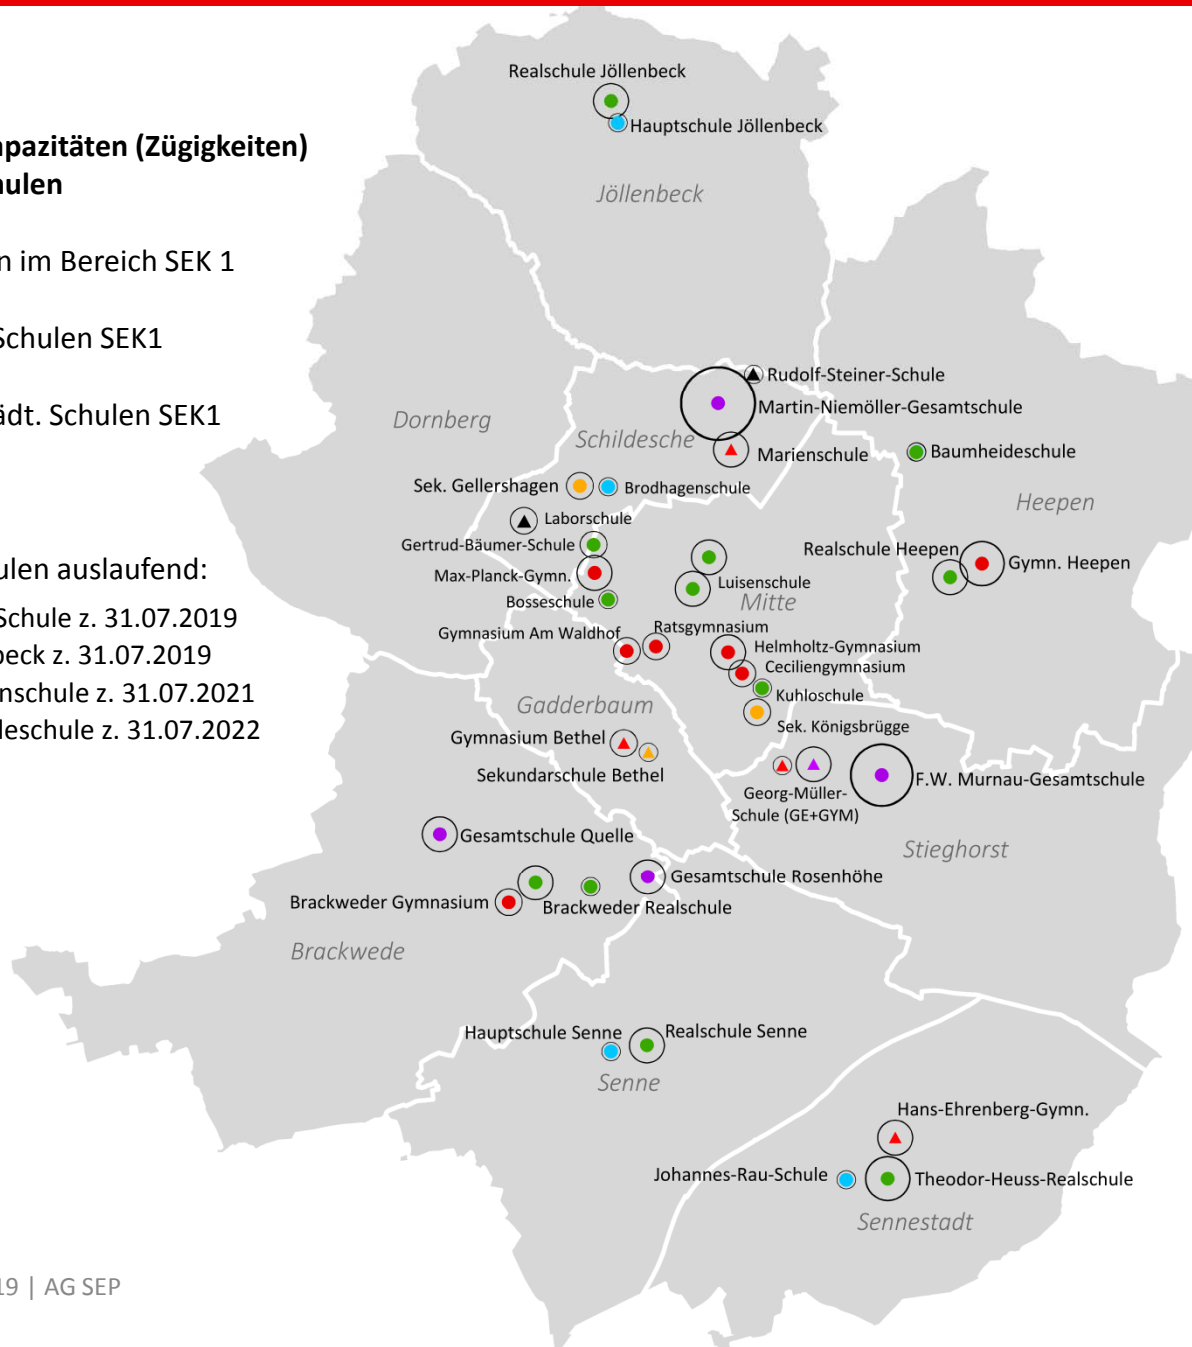 apazitäten (Zügigkeiten)
hulen
n im Bereich SEK 1
Schulen SEK1
ädt. Schulen SEK1
ulen auslaufend:
Schule z. 31.07.2019
beck z. 31.07.2019
nschule z. 31.07.2021
deschule z. 31.07.2022
Realschule Jöllenbeck
Hauptschule Jöllenbeck
Jöllenbeck
Rudolf-Steiner-Schule
Martin-Niemöller-Gesamtschule
Dornberg
Schildesche
Marienschule
Baumheideschule
Sek. Gellershagen
Brodhagenschule
Heepen
Laborschule
Gertrud-Bäumer-Schule
Realschule Heepen
Gymn. Heepen
Max-Planck-Gymn.
Luisenschule
Bosseschule
Mitte
Ratsgymnasium
Gymnasium Am Waldhof
Helmholtz-Gymnasium
Ceciliengymnasium
Kuhloschule
Gadderbaum
Sek. Königsbrügge
Gymnasium Bethel
Sekundarschule Bethel
F.W. Murnau-Gesamtschule
Georg-Müller-
Schule (GE+GYM)
Gesamtschule Quelle
Stieghorst
Gesamtschule Rosenhöhe
Brackweder Gymnasium
Brackweder Realschule
Brackwede
Hauptschule Senne
Realschule Senne
Senne
Hans-Ehrenberg-Gymn.
Johannes-Rau-Schule
Theodor-Heuss-Realschule
Sennestadt
19 | AG SEP